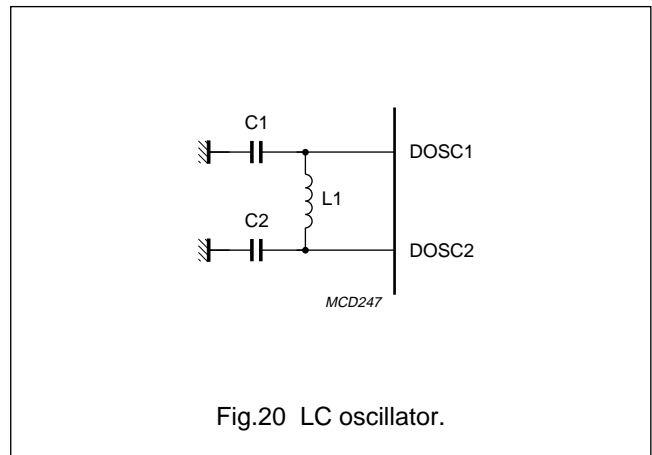 C1
DOSC1
L1
C2
DOSC2
MCD247
Fig.20 LC oscillator.